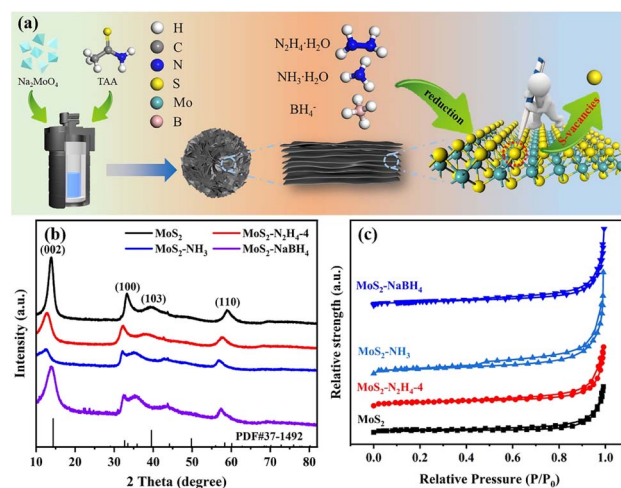 (a)
Na₂MoO₄
TAA
H
C
N
S
Mo
B
N₂H₄·H₂O
NH₃·H₂O
BH₄⁻
reduction
S-vacancies
(b)
MoS₂
MoS₂-N₂H₄-4
MoS₂-NH₃
MoS₂-NaBH₄
(002)
(100)
(103)
(110)
PDF#37-1492
Intensity (a.u.)
10 20 30 40 50 60 70 80
2 Theta (degree)
(c)
MoS₂-NaBH₄
MoS₂-NH₃
MoS₂-N₂H₄-4
MoS₂
Relative strength (a.u.)
0.0 0.2 0.4 0.6 0.8 1.0
Relative Pressure (P/P₀)